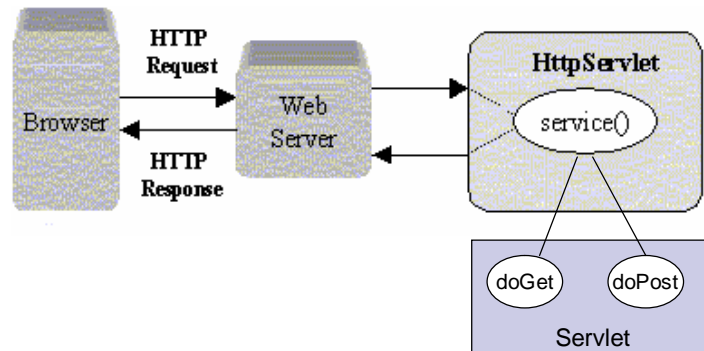 HTTP
Request
Browser
Web
Server
HTTP
Response
HttpServlet
service()
doGet
doPost
Servlet